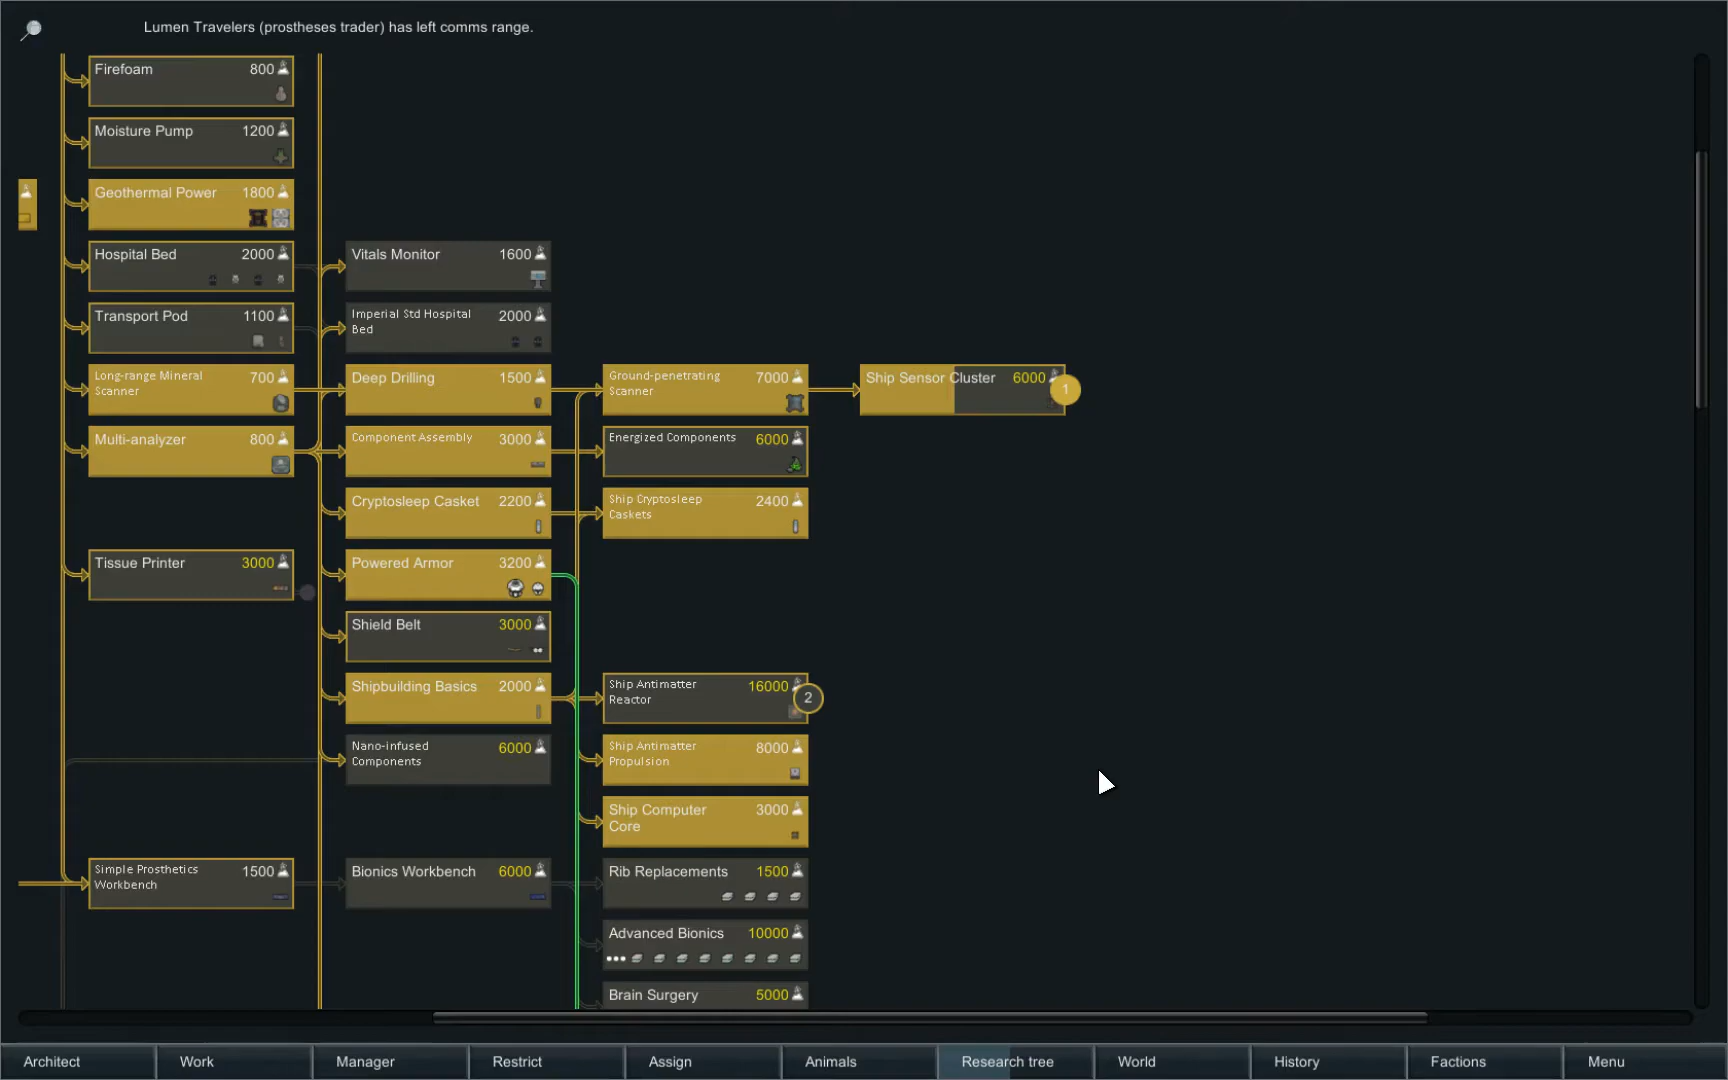 Lumen Travelers (prostheses trader) has left comms range.
Firefoam 800
Moisture Pump 1200
Geothermal Power 1800
Hospital Bed 2000
Vitals Monitor 1600
Transport Pod 1100
Imperial Std Hospital 2000
Bed
Long-range Mineral 700
Scanner
Deep Drilling 1500
Ground-penetrating 7000
Scanner
Ship Sensor Cluster 6000
1
Multi-analyzer 800
Component Assembly 3000
Energized Components 6000
Cryptosleep Casket 2200
Ship Cryptosleep 2400
Caskets
Tissue Printer 3000
Powered Armor 3200
Shield Belt 3000
Shipbuilding Basics 2000
Ship Antimatter 16000
Reactor
2
Nano-infused 6000
Components
Ship Antimatter 8000
Propulsion
Ship Computer 3000
Core
Simple Prosthetics 1500
Workbench
Bionics Workbench 6000
Rib Replacements 1500
Advanced Bionics 10000
Brain Surgery 5000
Architect Work Manager Restrict Assign Animals Research tree World History Factions Menu